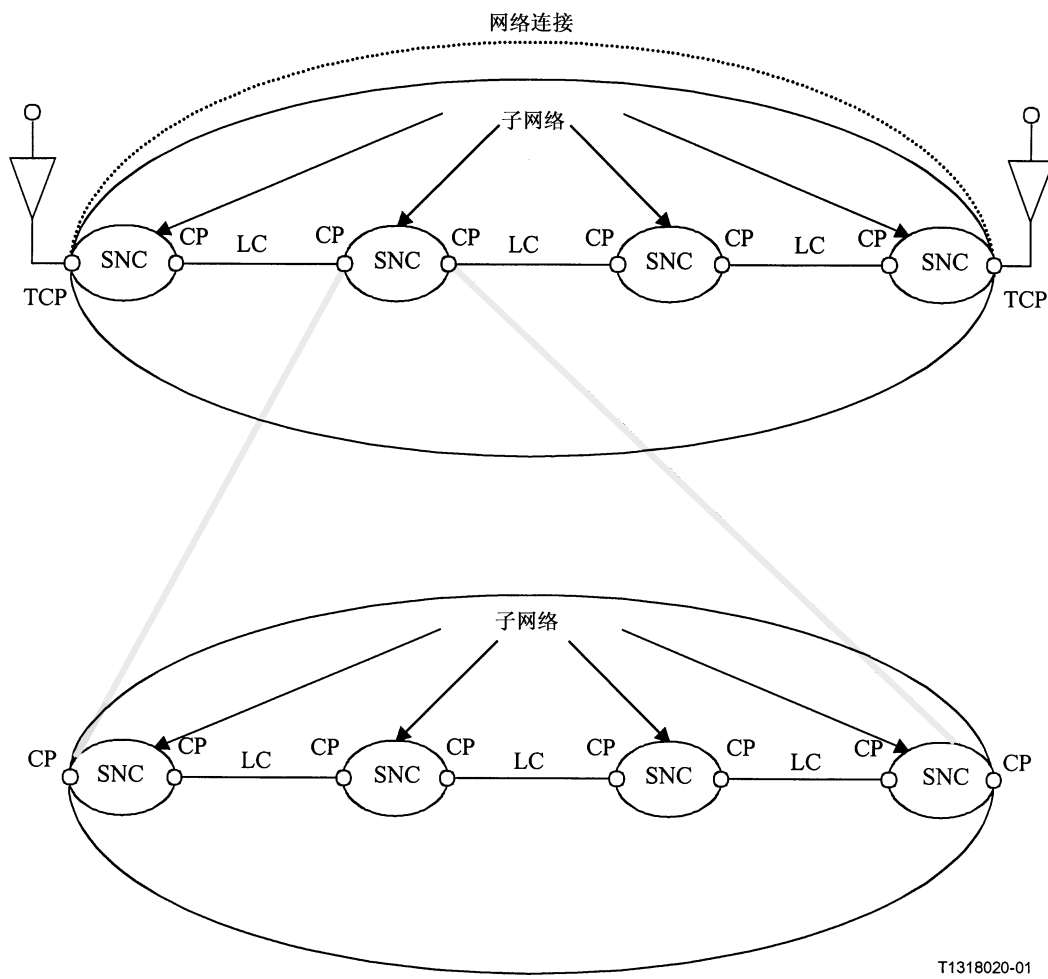 网络连接
子网络
CP LC CP CP LC CP CP LC CP
SNC SNC SNC SNC
TCP TCP
子网络
CP CP LC CP CP LC CP CP LC CP CP
SNC SNC SNC SNC
T1318020-01